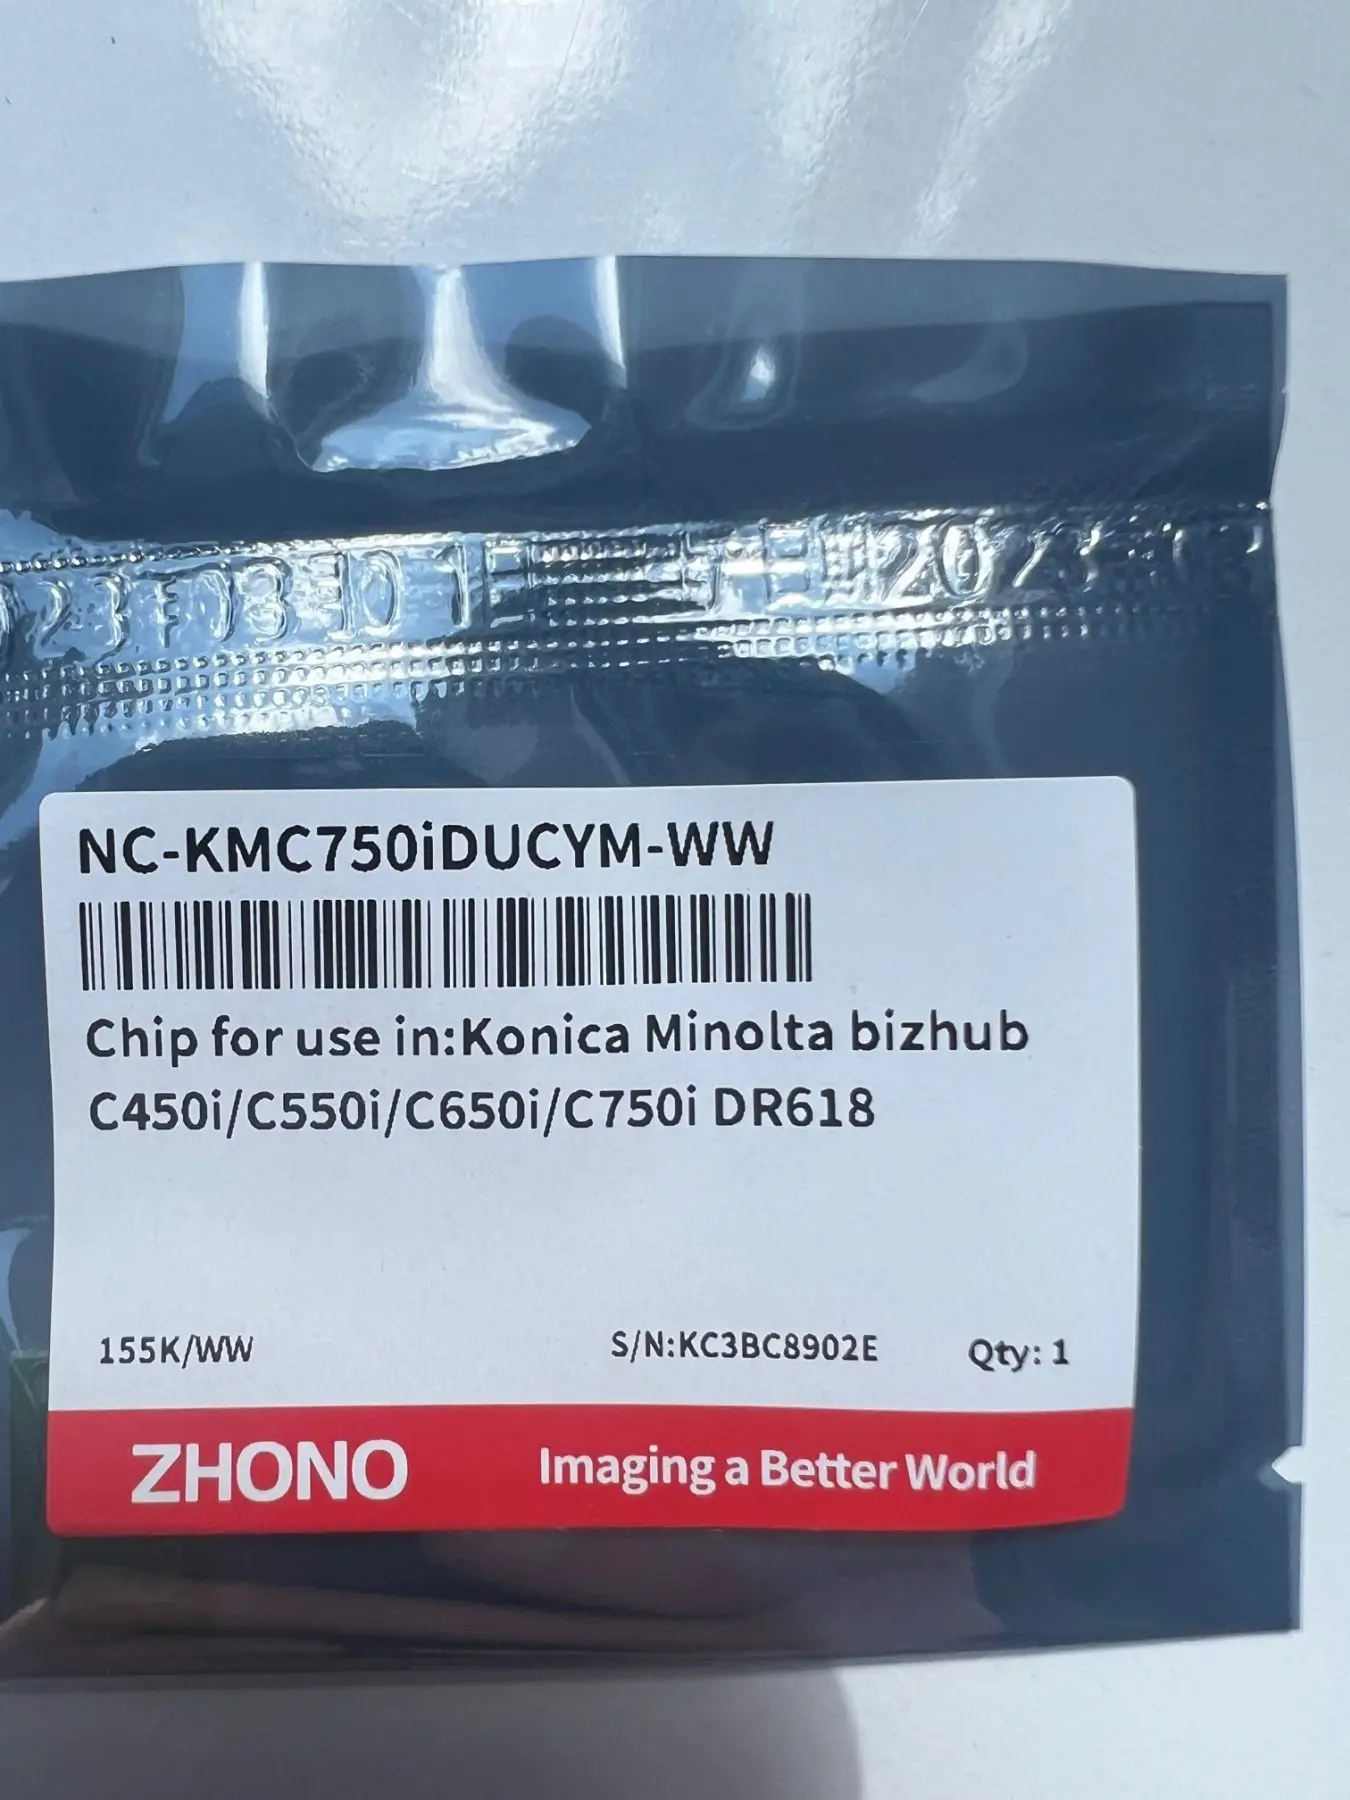 NC-KMC750iDUCYM-WW
Chip for use in:Konica Minolta bizhub
C450i/C550i/C650i/C750i DR618
155K/WW S/N:KC3BC8902E Qty: 1
ZHONO Imaging a Better World